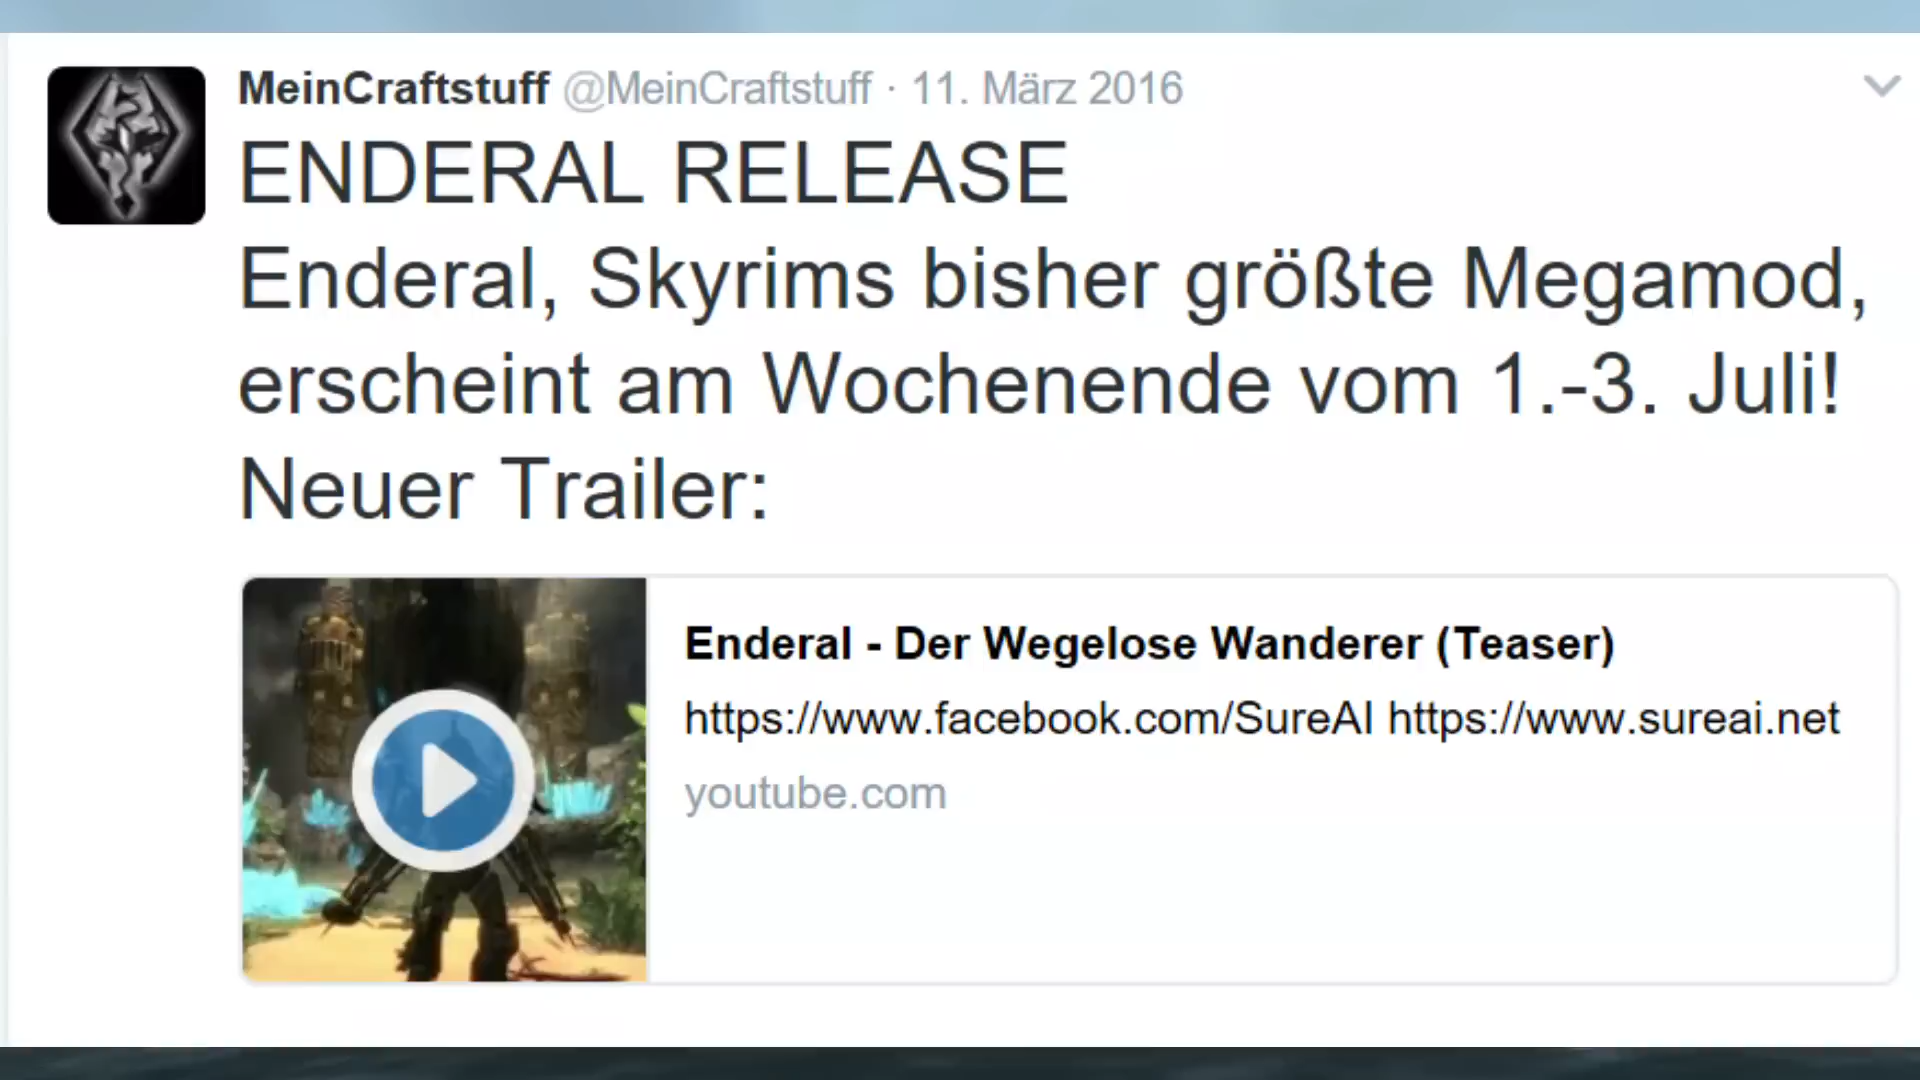 MeinCraftstuff @MeinCraftstuff · 11. März 2016
ENDERAL RELEASE
Enderal, Skyrims bisher größte Megamod,
erscheint am Wochenende vom 1.-3. Juli!
Neuer Trailer:
Enderal - Der Wegelose Wanderer (Teaser)
https://www.facebook.com/SureAI https://www.sureai.net
youtube.com